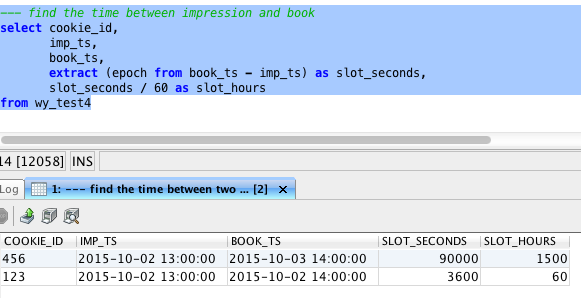 --- find the time between impression and book
select cookie_id,
imp_ts,
book_ts,
extract (epoch from book_ts - imp_ts) as slot_seconds,
slot_seconds / 60 as slot_hours
from wy_test4
14 [12058] INS
Log 1: --- find the time between two ... [2] ×
COOKIE_ID IMP_TS BOOK_TS SLOT_SECONDS SLOT_HOURS
456 2015-10-02 13:00:00 2015-10-03 14:00:00 90000 1500
123 2015-10-02 13:00:00 2015-10-02 14:00:00 3600 60